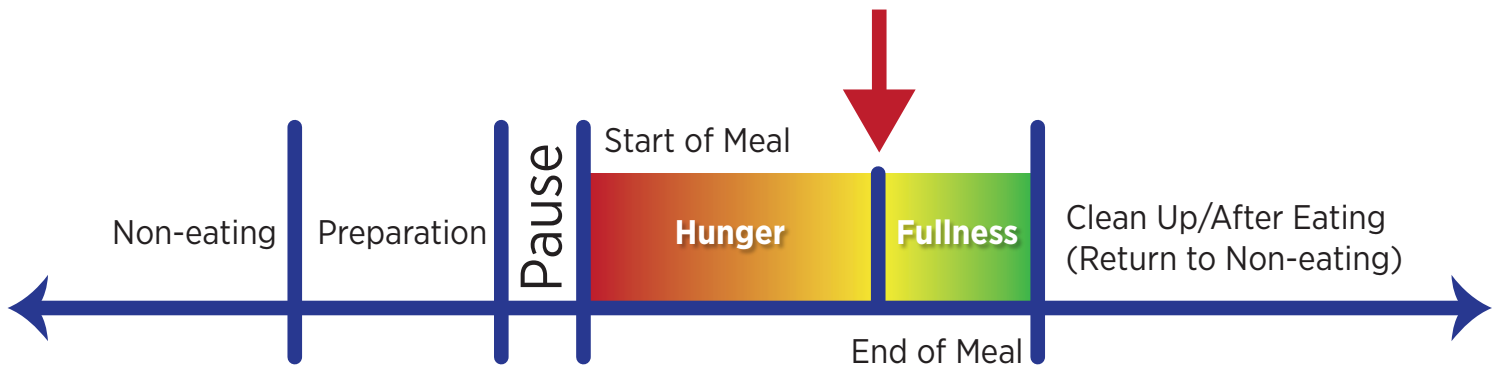 Non-eating
Preparation
Pause
Start of Meal
Hunger
Fullness
End of Meal
Clean Up/After Eating
(Return to Non-eating)